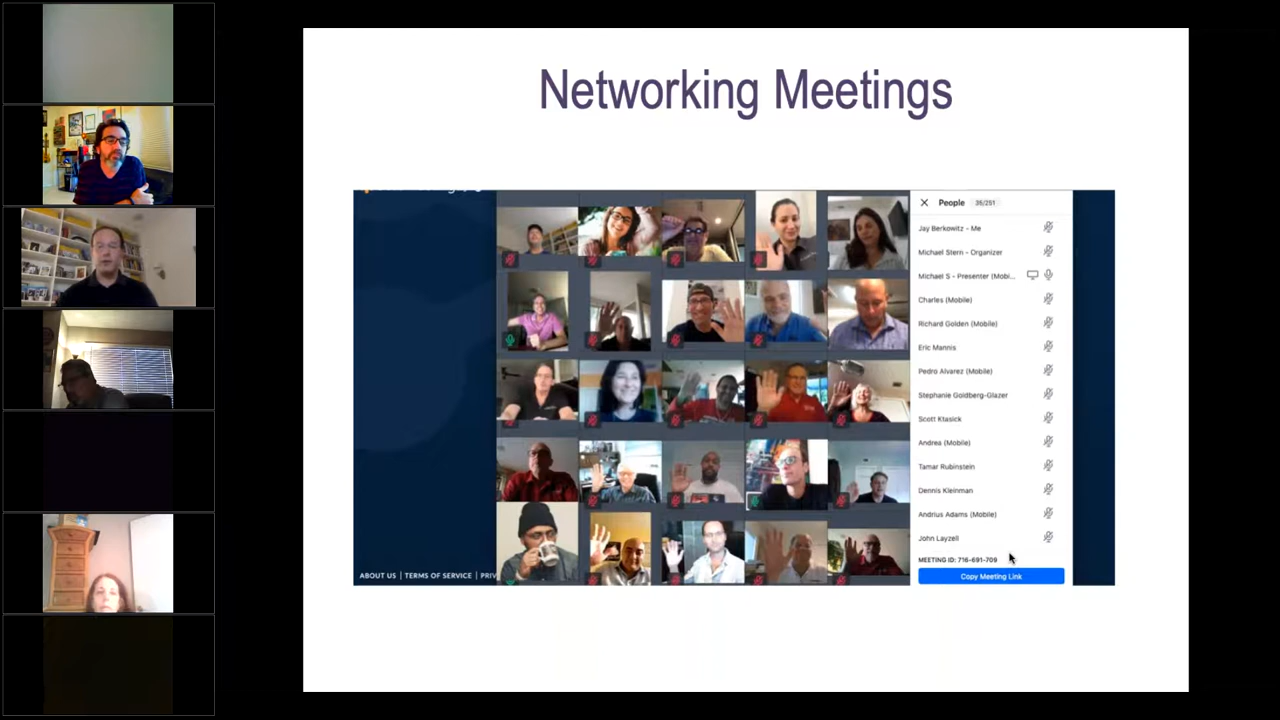 Networking Meetings
People 35/251
Jay Berkowitz - Me
Michael Stern - Organizer
Michael S - Presenter (Mobi...
Charles (Mobile)
Richard Golden (Mobile)
Eric Mannis
Pedro Alvarez (Mobile)
Stephanie Goldberg-Glazer
Scott Ktasick
Andrea (Mobile)
Tamar Rubinstein
Dennis Kleinman
Andrius Adams (Mobile)
John Layzell
MEETING ID: 716-691-709
Copy Meeting Link
ABOUT US | TERMS OF SERVICE | PRIV